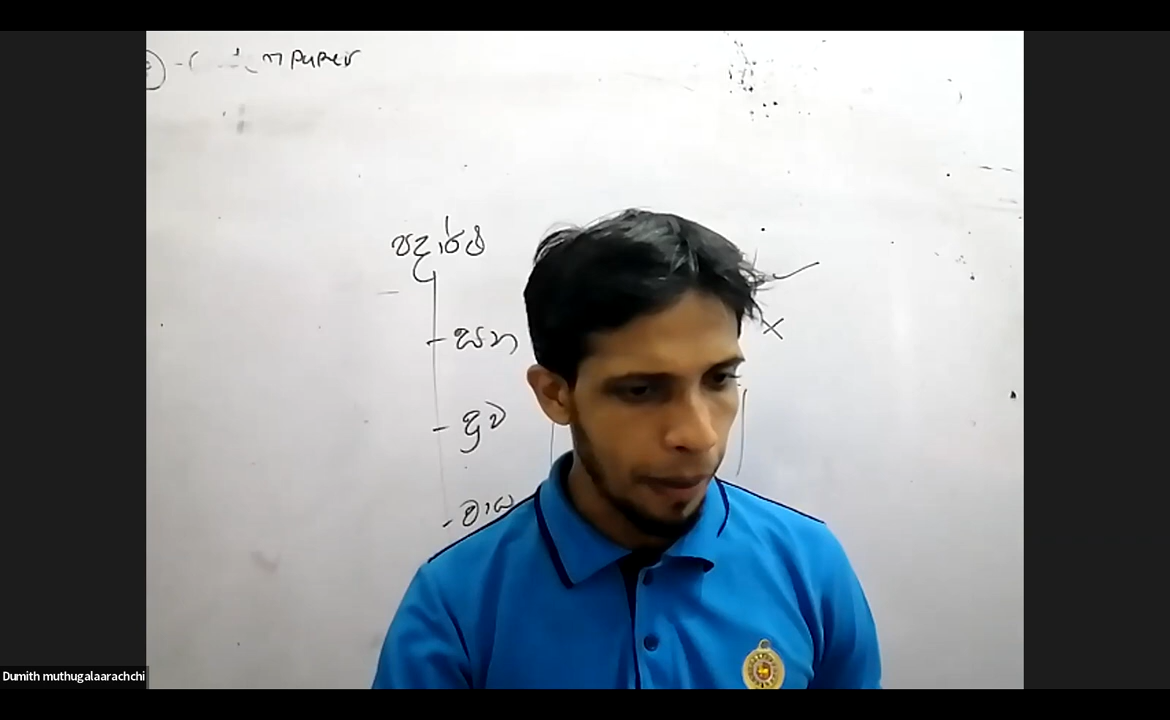 paper
පදාර්ථ
- ඝන
- ද්‍රව
- වායු
Dumith muthugalaarachchi